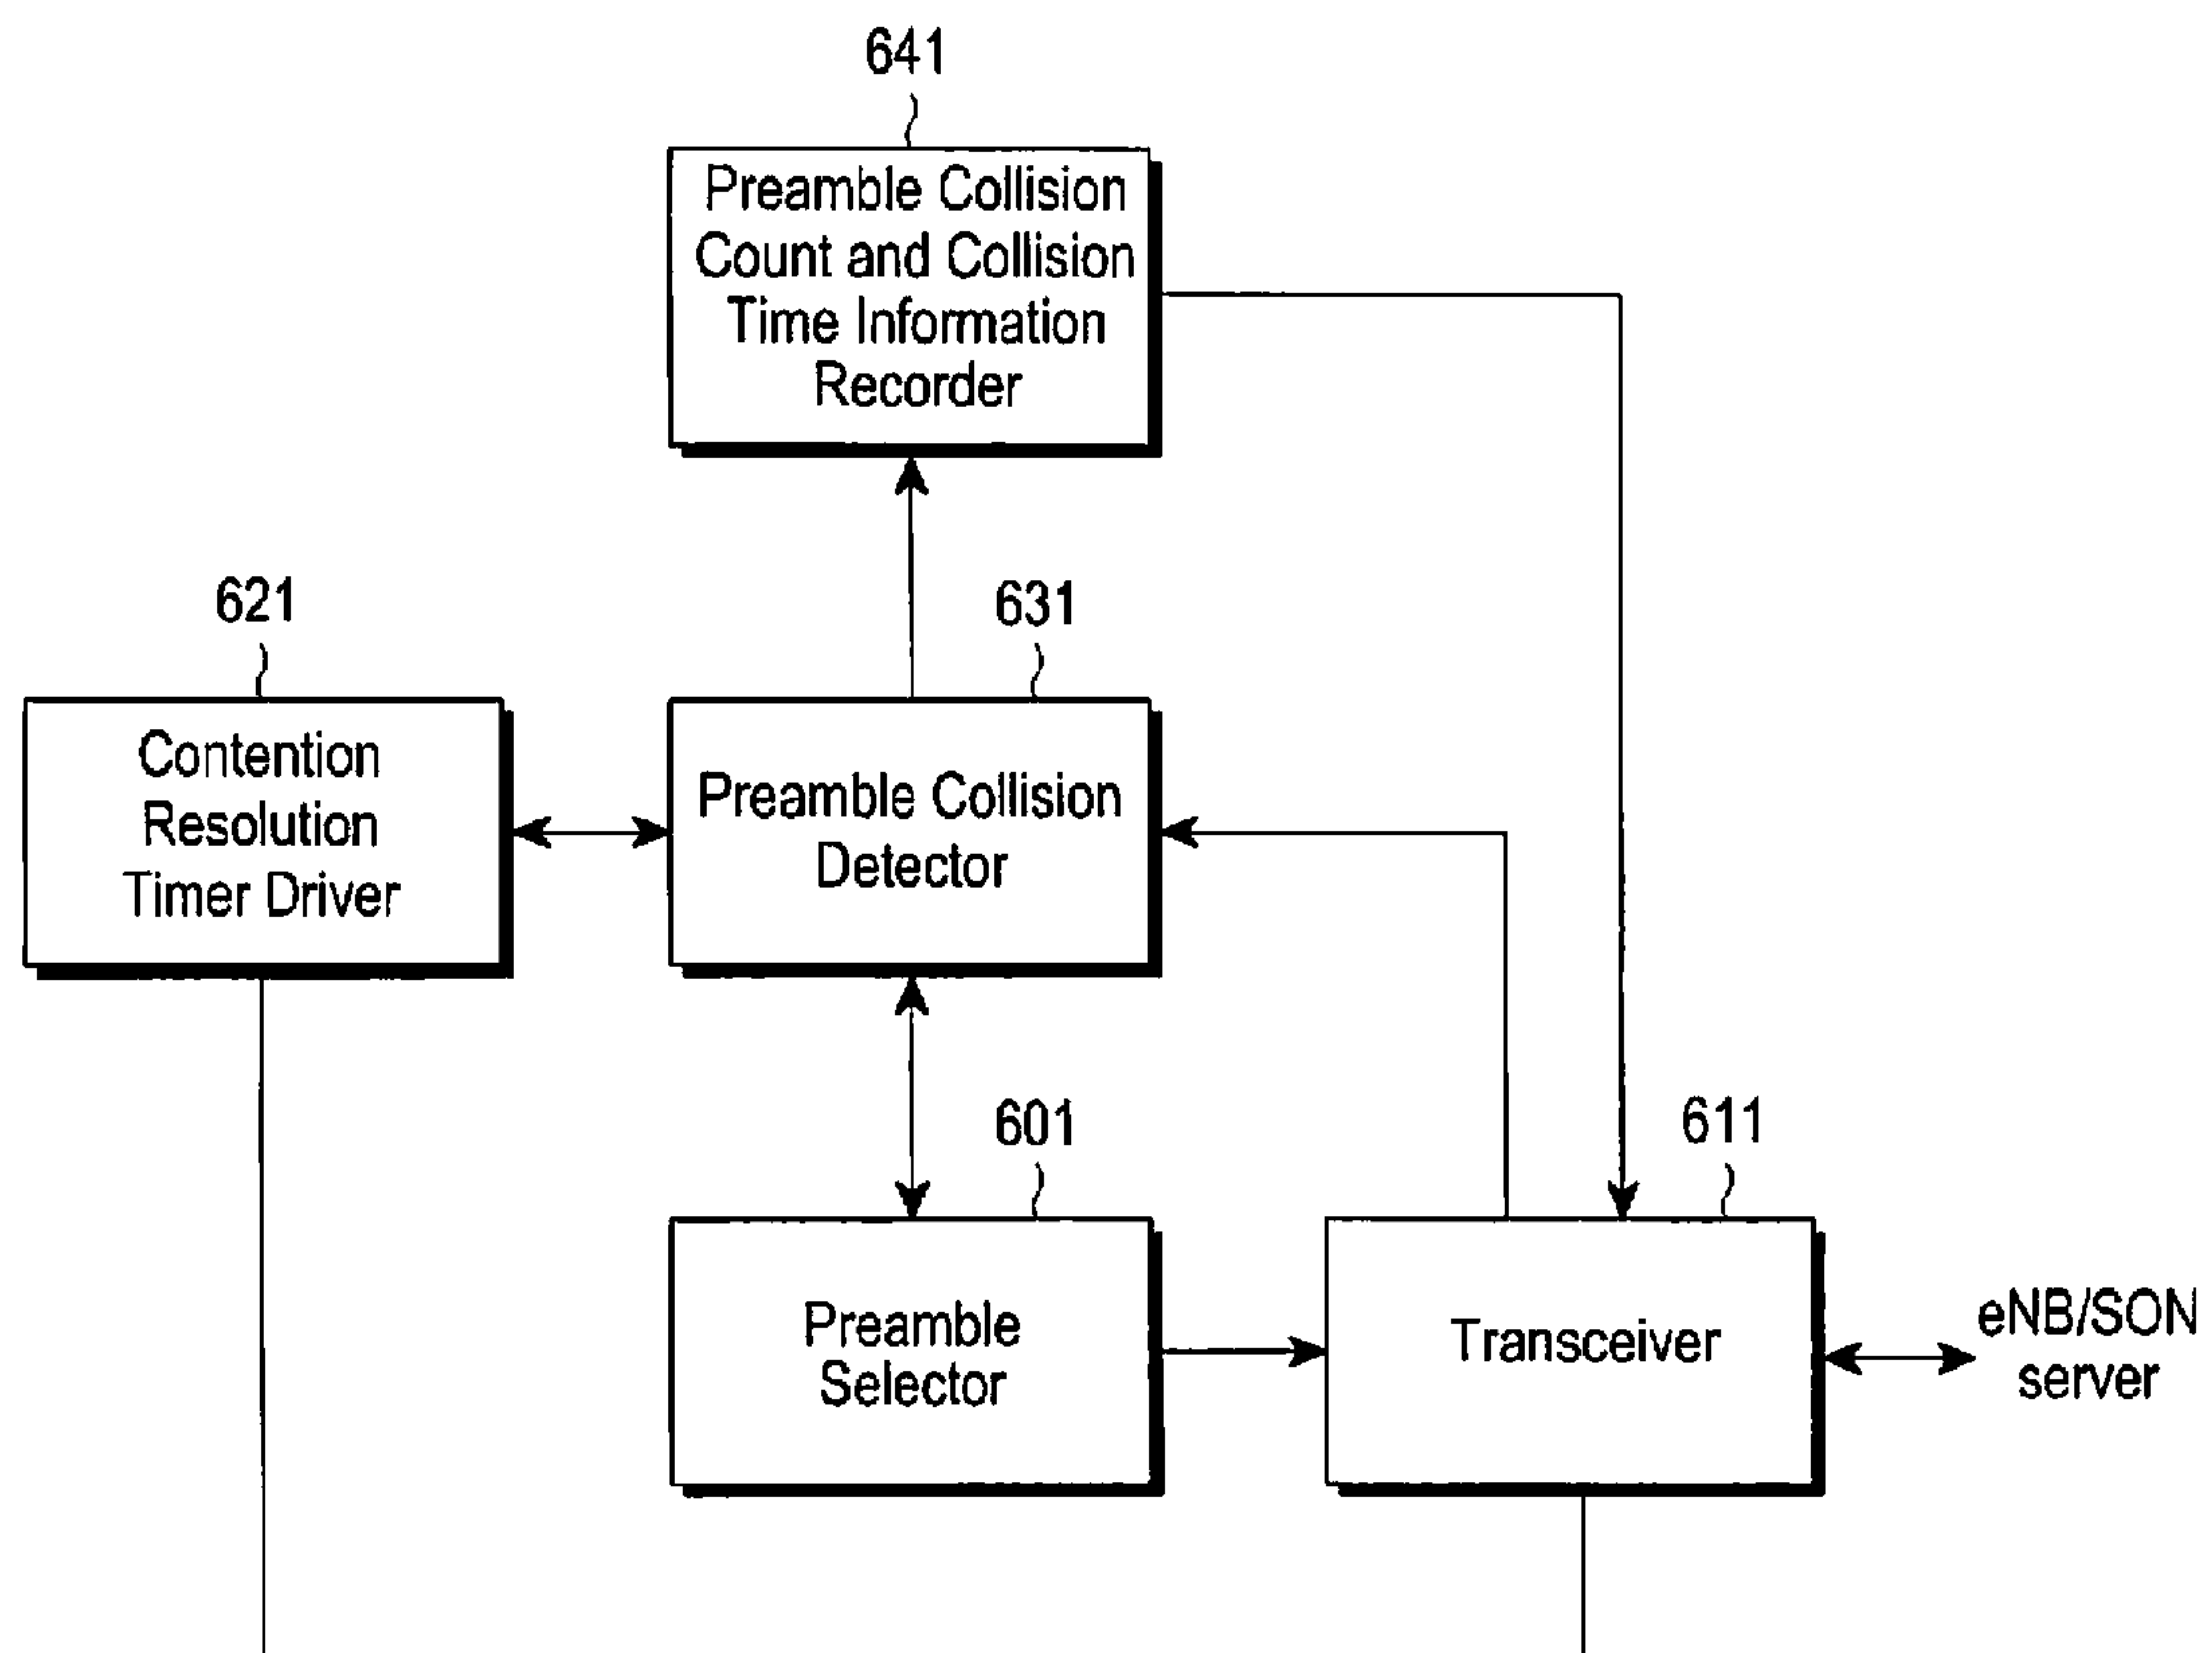 641
Preamble Collision
Count and Collision
Time Information
Recorder
621
Contention
Resolution
Timer Driver
631
Preamble Collision
Detector
601
Preamble
Selector
611
Transceiver
eNB/SON
server